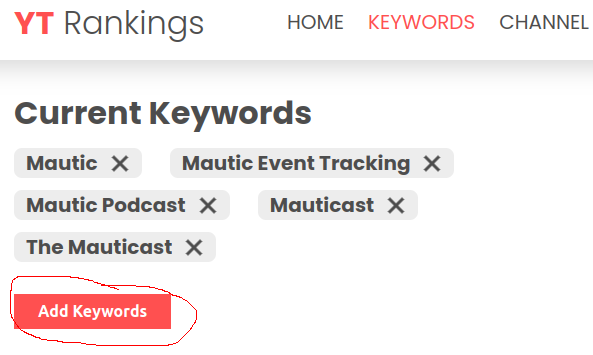 YT Rankings HOME KEYWORDS CHANNEL
Current Keywords
Mautic Mautic Event Tracking
Mautic Podcast Mauticast
The Mauticast
Add Keywords